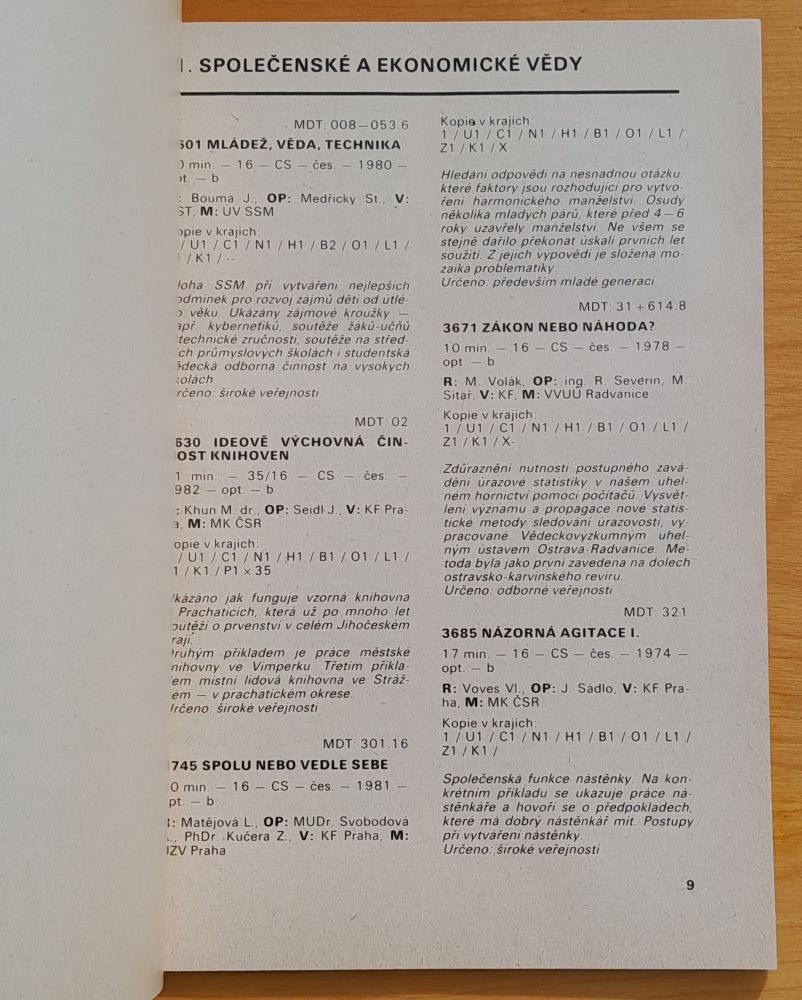 I. SPOLEČENSKÉ A EKONOMICKÉ VĚDY
MDT: 008—053.6
601 MLÁDEŽ, VĚDA, TECHNIKA
0 min. — 16 — CS — čes. — 1980 —
pt. — b
: Bouma J., OP: Medřický St., V:
ST, M: ÚV SSM
opie v krajích:
/ U1 / C1 / N1 / H1 / B2 / O1 / L1 /
1 / K1 / --
loha SSM při vytváření nejlepších
odmínek pro rozvoj zájmů dětí od útlé-
o věku. Ukázány zájmové kroužky —
apř. kybernetiků, soutěže žáků-učňů
technické zručnosti, soutěže na střed-
ch průmyslových školách i studentská
ědecká odborná činnost na vysokých
kolách.
rčeno: široké veřejnosti
MDT: 02
630 IDEOVĚ VÝCHOVNÁ ČIN-
OST KNIHOVEN
1 min. — 35/16 — CS — čes. —
982 — opt. — b
: Khun M. dr., OP: Seidl J., V: KF Pra-
a, M: MK ČSR
opie v krajích:
/ U1 / C1 / N1 / H1 / B1 / O1 / L1 /
1 / K1 / P1 × 35
kázáno jak funguje vzorná knihovna
Prachaticích, která už po mnoho let
outěží o prvenství v celém Jihočeském
raji.
ruhým příkladem je práce městské
nihovny ve Vimperku. Třetím příkla-
em místní lidová knihovna ve Stráž-
ém — v prachatickém okrese.
rčeno: široké veřejnosti
MDT: 301.16
745 SPOLU NEBO VEDLE SEBE
0 min. — 16 — CS — čes. — 1981 —
pt. — b
: Matějová L., OP: MUDr. Svobodová
., PhDr. Kučera Z., V: KF Praha, M:
ÚZV Praha
Kopie v krajích:
1 / U1 / C1 / N1 / H1 / B1 / O1 / L1 /
Z1 / K1 / X
Hledání odpovědí na nesnadnou otázku:
které faktory jsou rozhodující pro vytvo-
ření harmonického manželství. Osudy
několika mladých párů, které před 4—6
roky uzavřely manželství. Ne všem se
stejně dařilo překonat úskalí prvních let
soužití. Z jejich výpovědí je složena mo-
zaika problematiky.
Určeno: především mladé generaci
MDT: 31+614.8
3671 ZÁKON NEBO NÁHODA?
10 min. — 16 — CS — čes. — 1978 —
opt. — b
R: M. Volák, OP: ing. R. Severin, M.
Sitař, V: KF, M: VVUÚ Radvanice
Kopie v krajích:
1 / U1 / C1 / N1 / H1 / B1 / O1 / L1 /
Z1 / K1 / X-
Zdůraznění nutnosti postupného zavá-
dění úrazové statistiky v našem uhel-
ném hornictví pomocí počítačů. Vysvět-
lení významu a propagace nové statis-
tické metody sledování úrazovosti, vy-
pracované Vědeckovýzkumným uhel-
ným ústavem Ostrava-Radvanice. Me-
toda byla jako první zavedena na dolech
ostravsko-karvinského revíru.
Určeno: odborné veřejnosti
MDT: 321
3685 NÁZORNÁ AGITACE I.
17 min. — 16 — CS — čes. — 1974 —
opt. — b
R: Voves Vl., OP: J. Sádlo, V: KF Pra-
ha, M: MK ČSR
Kopie v krajích:
1 / U1 / C1 / N1 / H1 / B1 / O1 / L1 /
Z1 / K1 /
Společenská funkce nástěnky. Na kon-
krétním příkladu se ukazuje práce ná-
stěnkáře a hovoří se o předpokladech,
které má dobrý nástěnkář mít. Postupy
při vytváření nástěnky.
Určeno: široké veřejnosti
9